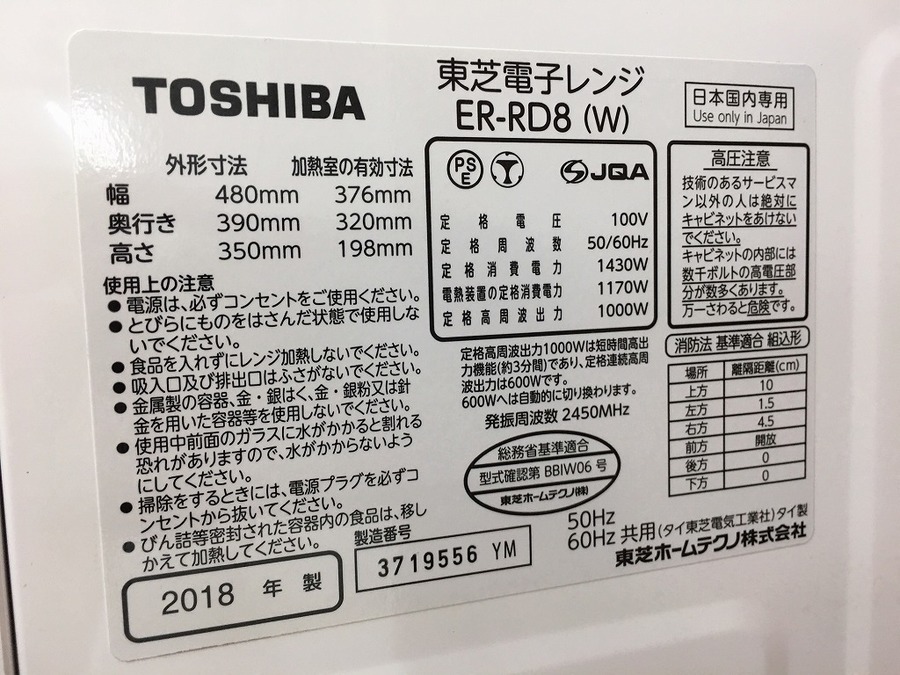 TOSHIBA
東芝電子レンジ
ER-RD8 (W)
日本国内専用
Use only in Japan
外形寸法 加熱室の有効寸法
幅 480mm 376mm
奥行き 390mm 320mm
高さ 350mm 198mm
使用上の注意
● 電源は、必ずコンセントをご使用ください。
● とびらにものをはさんだ状態で使用しな
いでください。
● 食品を入れずにレンジ加熱しないでください。
● 吸入口及び排出口はふさがないでください。
● 金属製の容器、金・銀はく、金・銀粉又は針
金を用いた容器等を使用しないでください。
● 使用中前面のガラスに水がかかると割れる
恐れがありますので、水がかからないよう
にしてください。
● 掃除をするときには、電源プラグを必ずコ
ンセントから抜いてください。
● びん詰等密封された容器内の食品は、移し
かえて加熱してください。
2018 年 製
製造番号
3719556 YM
PS
E
JQA
定格電圧 100V
定格周波数 50/60Hz
定格消費電力 1430W
電熱装置の定格消費電力 1170W
定格高周波出力 1000W
定格高周波出力1000Wは短時間高出
力機能(約3分間)であり、定格連続高周
波出力は600Wです。
600Wへは自動的に切り換わります。
発振周波数 2450MHz
総務省基準適合
型式確認第 BBIW06 号
東芝ホームテクノ(株)
高圧注意
技術のあるサービスマ
ン以外の人は絶対に
キャビネットをあけない
でください。
キャビネットの内部には
数千ボルトの高電圧部
分が数多くあります。
万一さわると危険です。
消防法 基準適合 組込形
場所 離隔距離(cm)
上方 10
左方 1.5
右方 4.5
前方 開放
後方 0
下方 0
50Hz
60Hz 共用 (タイ東芝電気工業社) タイ製
東芝ホームテクノ株式会社